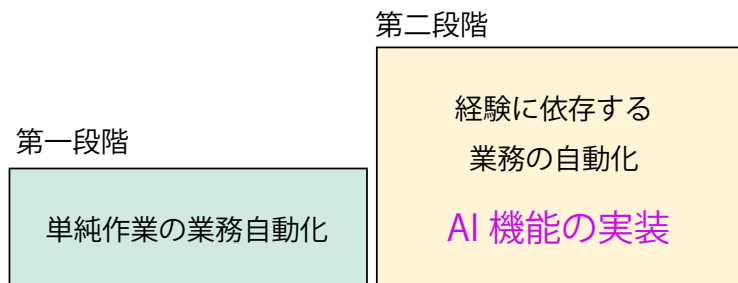 第一段階
単純作業の業務自動化
第二段階
経験に依存する
業務の自動化
AI 機能の実装